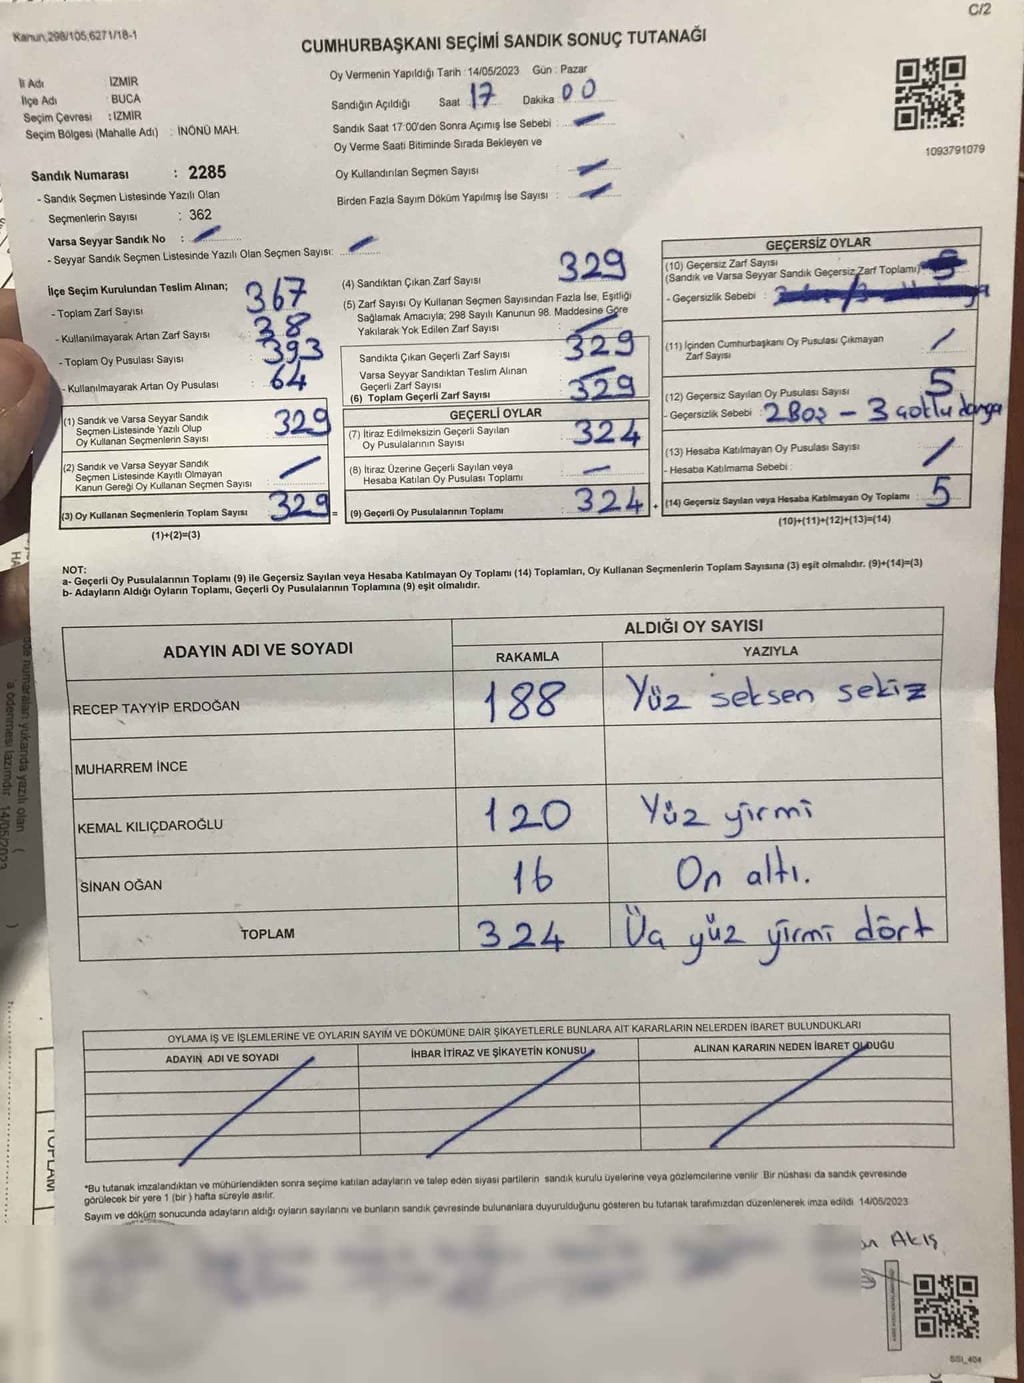 C/2
Kanun,298/105;6271/18-1
CUMHURBAŞKANI SEÇİMİ SANDIK SONUÇ TUTANAĞI
İl Adı İZMİR
İlçe Adı BUCA
Seçim Çevresi : İZMİR
Seçim Bölgesi (Mahalle Adı) : İNÖNÜ MAH.
Oy Vermenin Yapıldığı Tarih : 14/05/2023 Gün : Pazar
Sandığın Açıldığı Saat 17 Dakika 00
Sandık Saat 17:00'den Sonra Açımış İse Sebebi :
Oy Verme Saati Bitiminde Sırada Bekleyen ve
Oy Kullandırılan Seçmen Sayısı
Birden Fazla Sayım Döküm Yapılmış İse Sayısı :
1093791079
Sandık Numarası : 2285
- Sandık Seçmen Listesinde Yazılı Olan
Seçmenlerin Sayısı : 362
Varsa Seyyar Sandık No :
- Seyyar Sandık Seçmen Listesinde Yazılı Olan Seçmen Sayısı:
İlçe Seçim Kurulundan Teslim Alınan;
- Toplam Zarf Sayısı 367
- Kullanılmayarak Artan Zarf Sayısı : 38
- Toplam Oy Pusulası Sayısı : 393
- Kullanılmayarak Artan Oy Pusulası : 64
(1) Sandık ve Varsa Seyyar Sandık
Seçmen Listesinde Yazılı Olup
Oy Kullanan Seçmenlerin Sayısı 329
(2) Sandık ve Varsa Seyyar Sandık
Seçmen Listesinde Kayıtlı Olmayan
Kanun Gereği Oy Kullanan Seçmen Sayısı :
(3) Oy Kullanan Seçmenlerin Toplam Sayısı 329 =
(1)+(2)=(3)
(4) Sandıktan Çıkan Zarf Sayısı 329
(5) Zarf Sayısı Oy Kullanan Seçmen Sayısından Fazla İse, Eşitliği
Sağlamak Amacıyla; 298 Sayılı Kanunun 98. Maddesine Göre
Yakılarak Yok Edilen Zarf Sayısı :
Sandıkta Çıkan Geçerli Zarf Sayısı : 329
Varsa Seyyar Sandıktan Teslim Alınan
Geçerli Zarf Sayısı :
(6) Toplam Geçerli Zarf Sayısı : 329
GEÇERLİ OYLAR
(7) İtiraz Edilmeksizin Geçerli Sayılan
Oy Pusulalarının Sayısı : 324
(8) İtiraz Üzerine Geçerli Sayılan veya
Hesaba Katılan Oy Pusulası Toplamı :
(9) Geçerli Oy Pusulalarının Toplamı : 324 +
GEÇERSİZ OYLAR
(10) Geçersiz Zarf Sayısı
(Sandık ve Varsa Seyyar Sandık Geçersiz Zarf Toplamı)
- Geçersizlik Sebebi :
(11) İçinden Cumhurbaşkanı Oy Pusulası Çıkmayan
Zarf Sayısı
(12) Geçersiz Sayılan Oy Pusulası Sayısı 5
- Geçersizlik Sebebi : 2 Boş - 3 çoklu damga
(13) Hesaba Katılmayan Oy Pusulası Sayısı
- Hesaba Katılmama Sebebi :
(14) Geçersiz Sayılan veya Hesaba Katılmayan Oy Toplamı : 5
(10)+(11)+(12)+(13)=(14)
NOT:
a- Geçerli Oy Pusulalarının Toplamı (9) ile Geçersiz Sayılan veya Hesaba Katılmayan Oy Toplamı (14) Toplamları, Oy Kullanan Seçmenlerin Toplam Sayısına (3) eşit olmalıdır. (9)+(14)=(3)
b- Adayların Aldığı Oyların Toplamı, Geçerli Oy Pusulalarının Toplamına (9) eşit olmalıdır.
ADAYIN ADI VE SOYADI
ALDIĞI OY SAYISI
RAKAMLA YAZIYLA
RECEP TAYYİP ERDOĞAN 188 Yüz seksen sekiz
MUHARREM İNCE
KEMAL KILIÇDAROĞLU 120 Yüz yirmi
SİNAN OĞAN 16 On altı.
TOPLAM 324 Üç yüz yirmi dört
OYLAMA İŞ VE İŞLEMLERİNE VE OYLARIN SAYIM VE DÖKÜMÜNE DAİR ŞİKAYETLERLE BUNLARA AİT KARARLARIN NELERDEN İBARET BULUNDUKLARI
ADAYIN ADI VE SOYADI İHBAR İTİRAZ VE ŞİKAYETİN KONUSU ALINAN KARARIN NEDEN İBARET OLDUĞU
*Bu tutanak imzalandıktan ve mühürlendikten sonra seçime katılan adayların ve talep eden siyasi partilerin sandık kurulu üyelerine veya gözlemcilerine verilir Bir nüshası da sandık çevresinde
görülecek bir yere 1 (bir) hafta süreyle asılır.
Sayım ve döküm sonucunda adayların aldığı oyların sayılarını ve bunların sandık çevresinde bulunanlara duyurulduğunu gösteren bu tutanak tarafımızdan düzenlenerek imza edildi 14/05/2023
Akış
SSI_404
TOPLAM